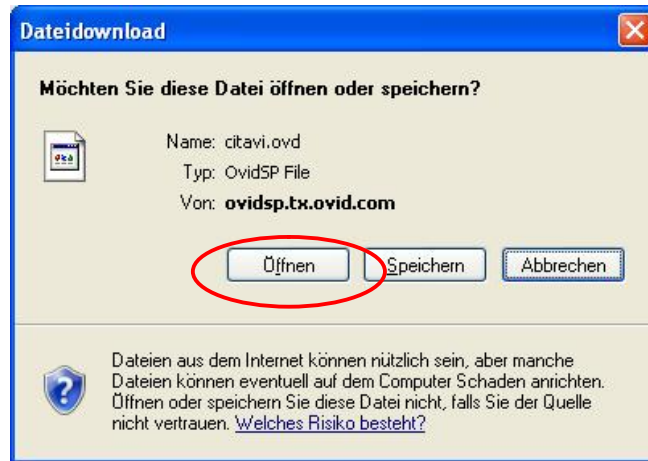 Dateidownload
Möchten Sie diese Datei öffnen oder speichern?
Name: citavi.ovd
Typ: OvidSP File
Von: ovidsp.tx.ovid.com
Öffnen Speichern Abbrechen
Dateien aus dem Internet können nützlich sein, aber manche
Dateien können eventuell auf dem Computer Schaden anrichten.
Öffnen oder speichern Sie diese Datei nicht, falls Sie der Quelle
nicht vertrauen. Welches Risiko besteht?